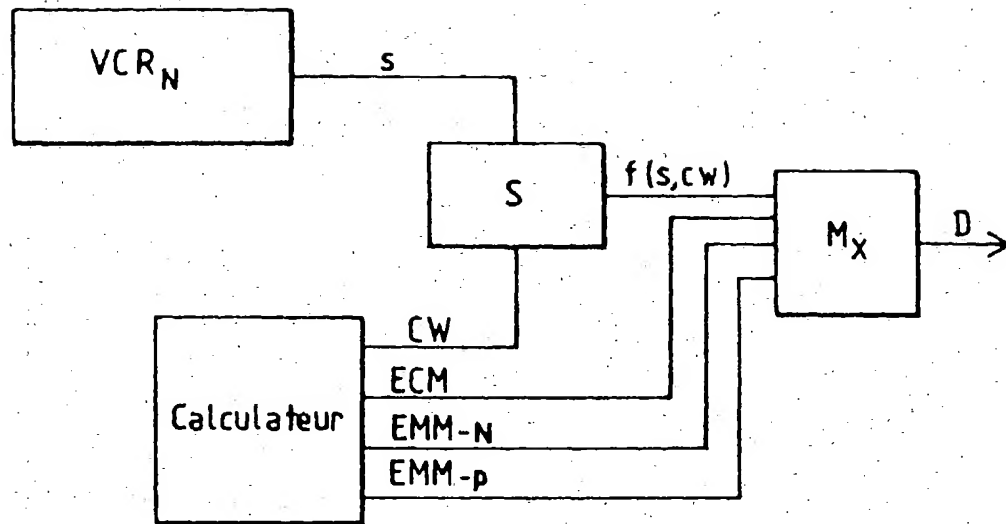 VCR_N
s
S
f(s,cw)
M_X
D
CW
ECM
Calculateur
EMM-N
EMM-p